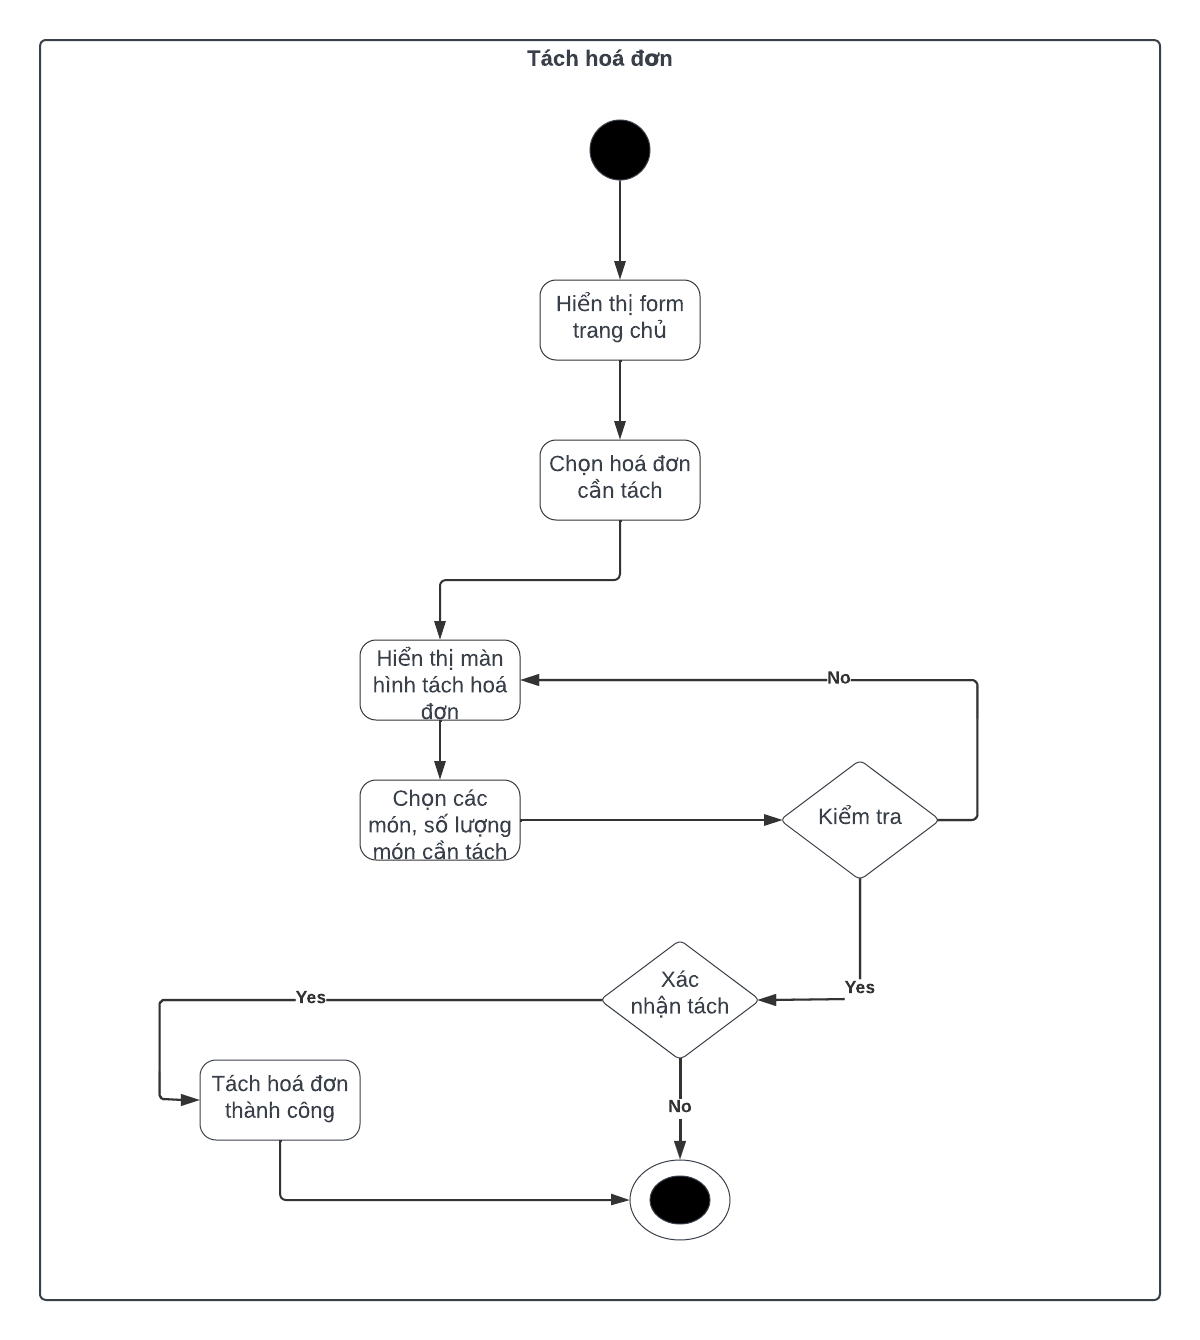 Tách hoá đơn
Hiển thị form
trang chủ
Chọn hoá đơn
cần tách
Hiển thị màn
hình tách hoá
đơn
No
Chọn các
món, số lượng
món cần tách
Kiểm tra
Yes
Xác
nhận tách
Yes
Tách hoá đơn
thành công
No